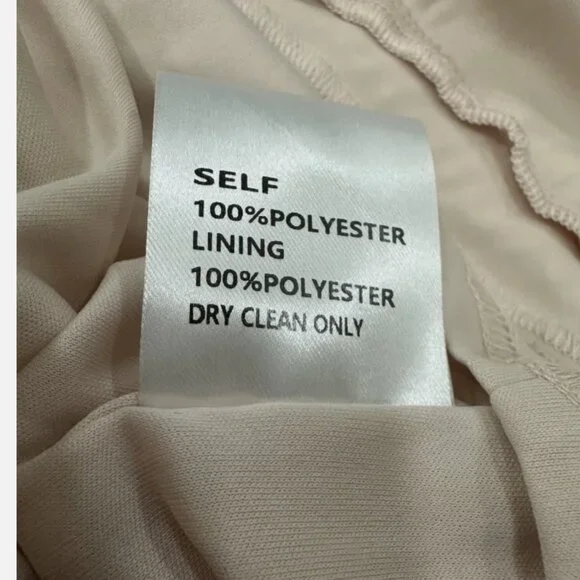 SELF
100%POLYESTER
LINING
100%POLYESTER
DRY CLEAN ONLY